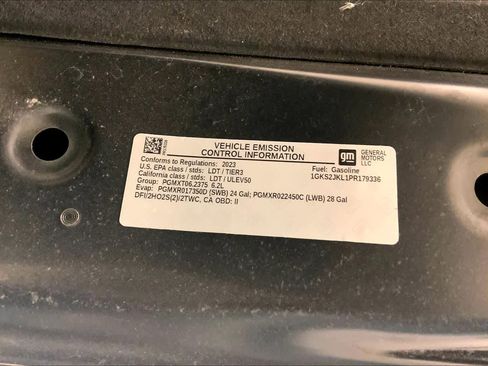 VEHICLE EMISSION
CONTROL INFORMATION
gm
GENERAL
MOTORS
LLC
Conforms to Regulations: 2023
Fuel: Gasoline
U.S. EPA class / stds: LDT / TIER3
1GKS2JKL1PR179336
California class / stds: LDT / ULEV50
Group: PGMXT06.2375 6.2L
Evap: PGMXR017350D (SWB) 24 Gal; PGMXR022450C (LWB) 28 Gal
DFI/2HO2S(2)/2TWC, CA OBD: II